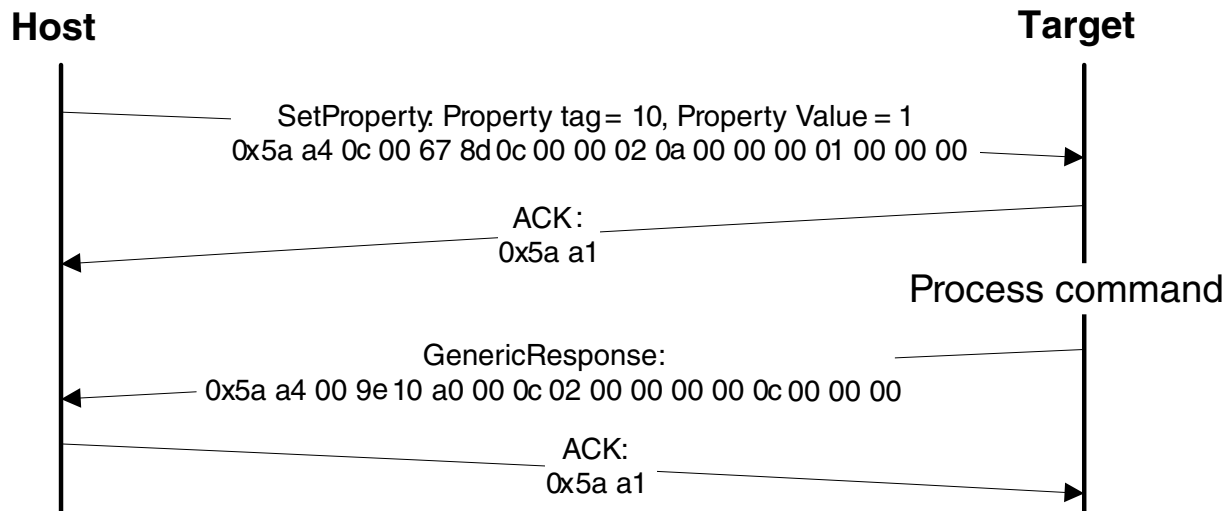 Host
Target
SetProperty: Property tag = 10, Property Value = 1
0x5a a4 0c 00 67 8d 0c 00 00 02 0a 00 00 00 01 00 00 00
ACK:
0x5a a1
Process command
GenericResponse:
0x5a a4 00 9e 10 a0 00 0c 02 00 00 00 00 0c 00 00 00
ACK:
0x5a a1